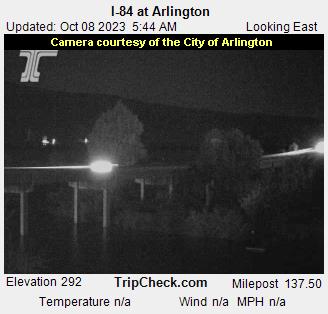 I-84 at Arlington
Updated: Oct 08 2023 5:44 AM Looking East
Camera courtesy of the City of Arlington
Elevation 292 TripCheck.com Milepost 137.50
Temperature n/a Wind n/a MPH n/a